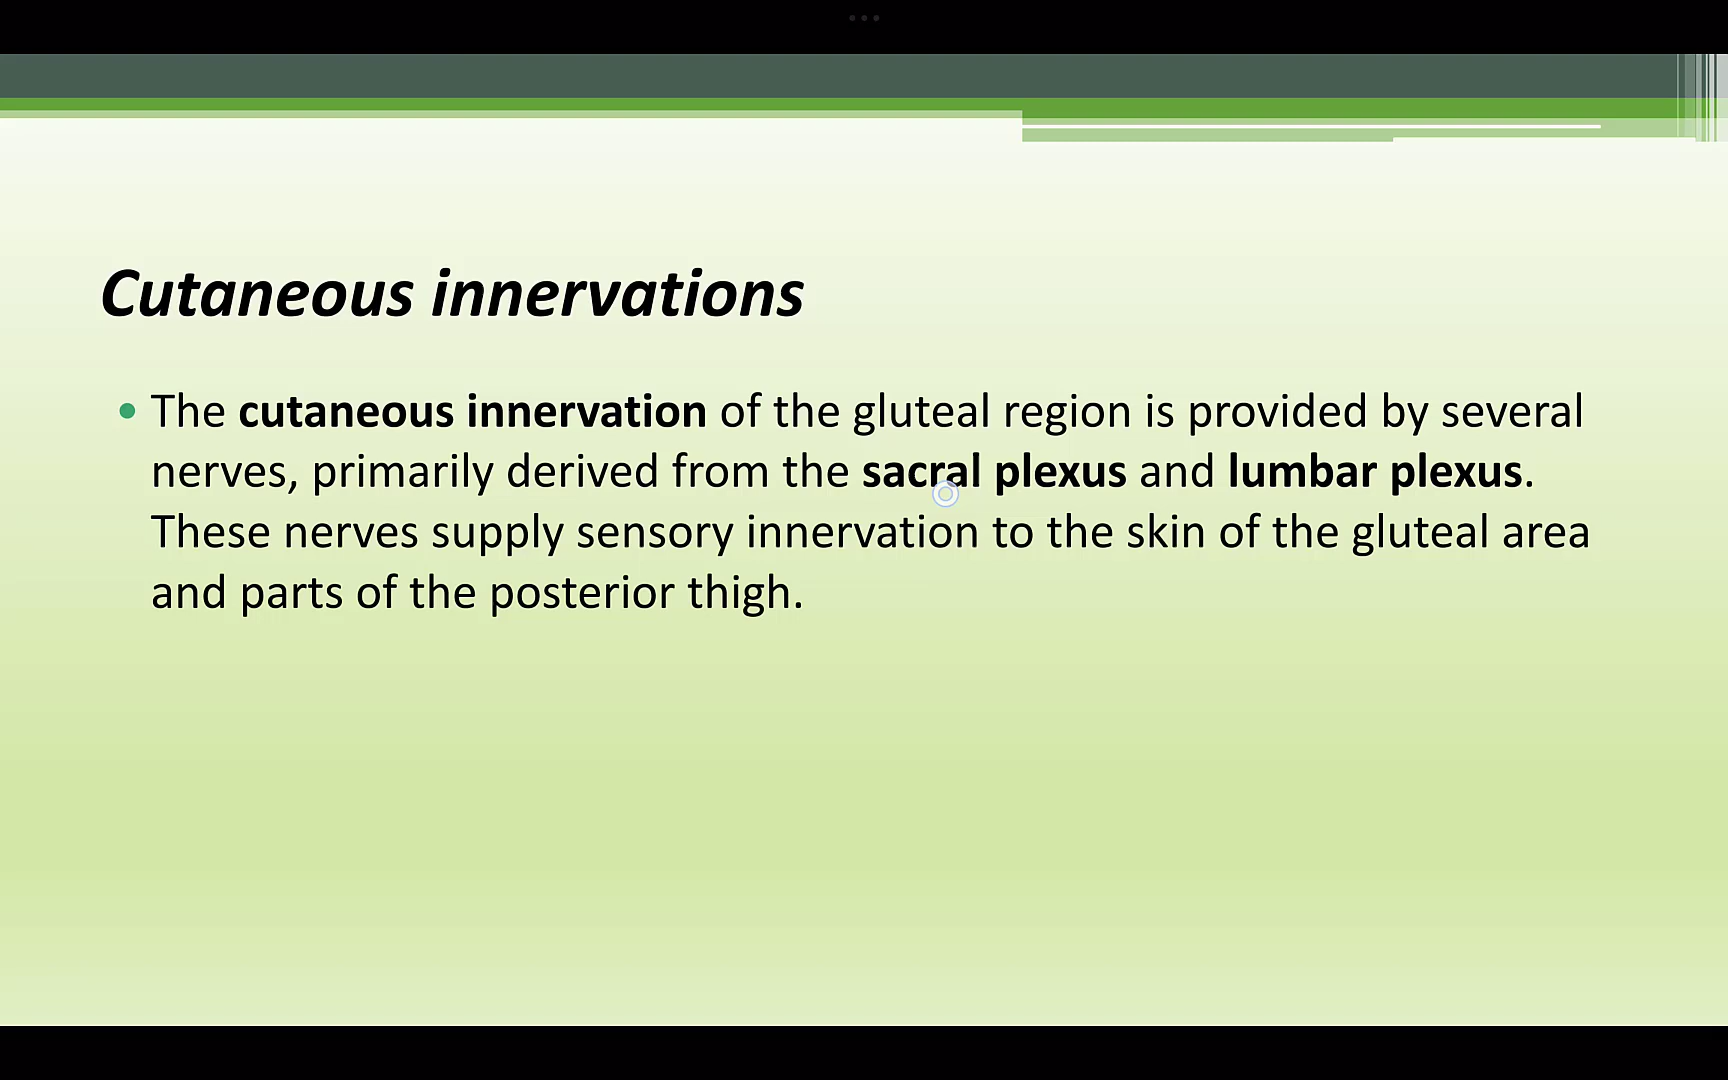 Cutaneous innervations
• The cutaneous innervation of the gluteal region is provided by several
nerves, primarily derived from the sacral plexus and lumbar plexus.
These nerves supply sensory innervation to the skin of the gluteal area
and parts of the posterior thigh.